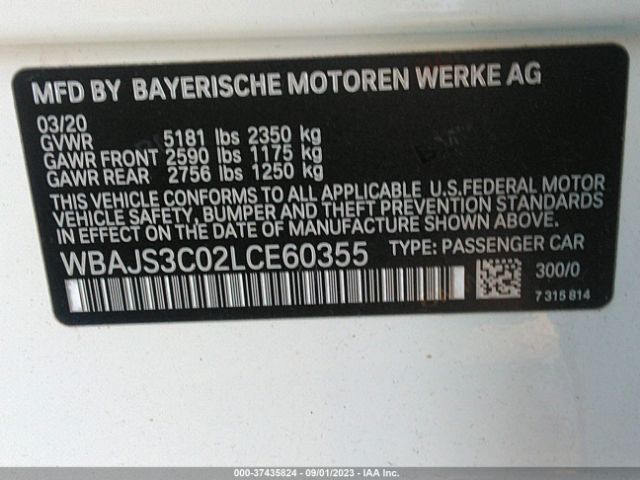 MFD BY BAYERISCHE MOTOREN WERKE AG
03/20
GVWR 5181 lbs 2350 kg
GAWR FRONT 2590 lbs 1175 kg
GAWR REAR 2756 lbs 1250 kg
THIS VEHICLE CONFORMS TO ALL APPLICABLE U.S.FEDERAL MOTOR
VEHICLE SAFETY, BUMPER, AND THEFT PREVENTION STANDARDS
IN EFFECT ON THE DATE OF MANUFACTURE SHOWN ABOVE.
WBAJS3C02LCE60355 TYPE: PASSENGER CAR
300/0
7 315 814
000-37435824 - 09/01/2023 - IAA Inc.